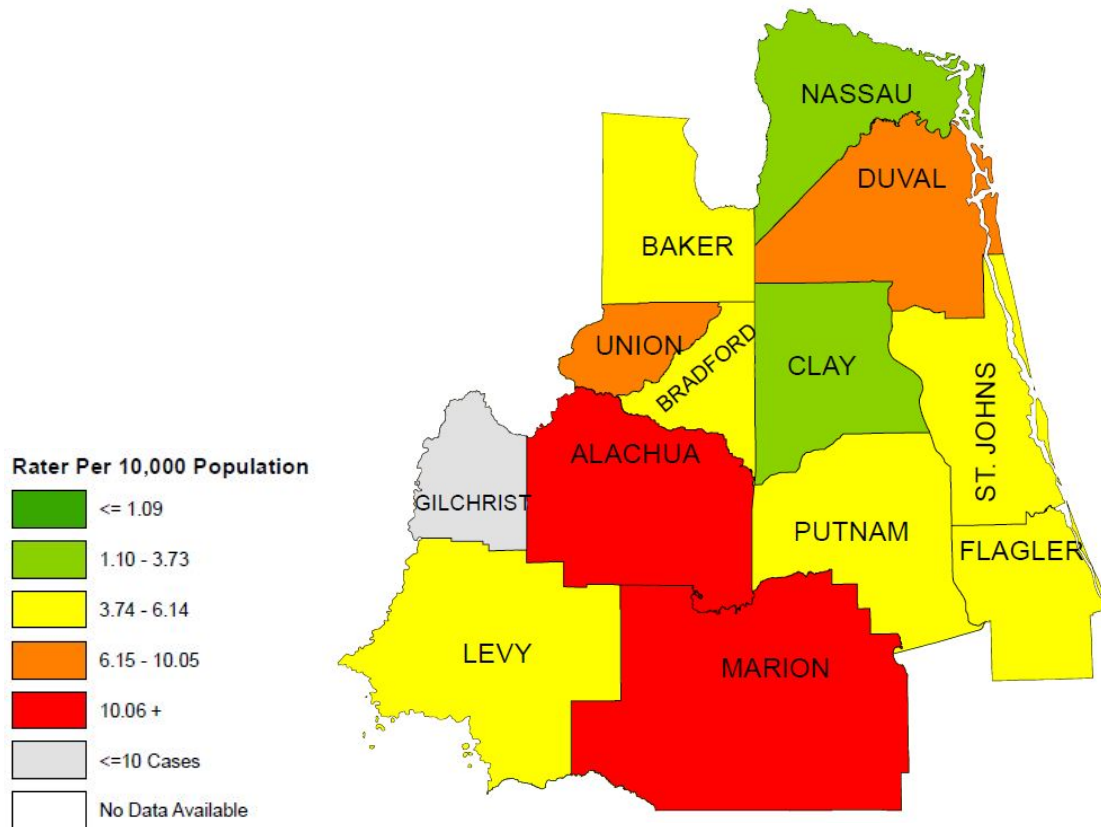 NASSAU
DUVAL
BAKER
UNION
BRADFORD
CLAY
ST. JOHNS
ALACHUA
GILCHRIST
PUTNAM
FLAGLER
LEVY
MARION
Rater Per 10,000 Population
<= 1.09
1.10 - 3.73
3.74 - 6.14
6.15 - 10.05
10.06 +
<=10 Cases
No Data Available